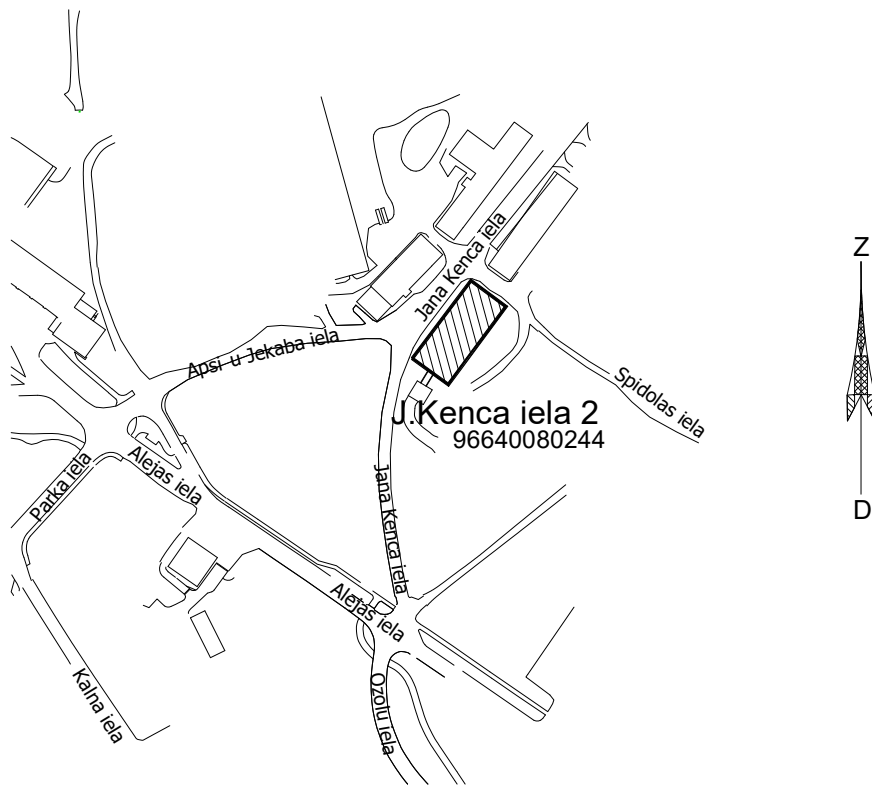 Jana Kenca iela
Z
Apsi u Jekaba iela
Spidolas iela
J.Kenca iela 2
96640080244
Parka iela
Alejas iela
Jana Kenca iela
D
Alejas iela
Kalna iela
Ozolu iela